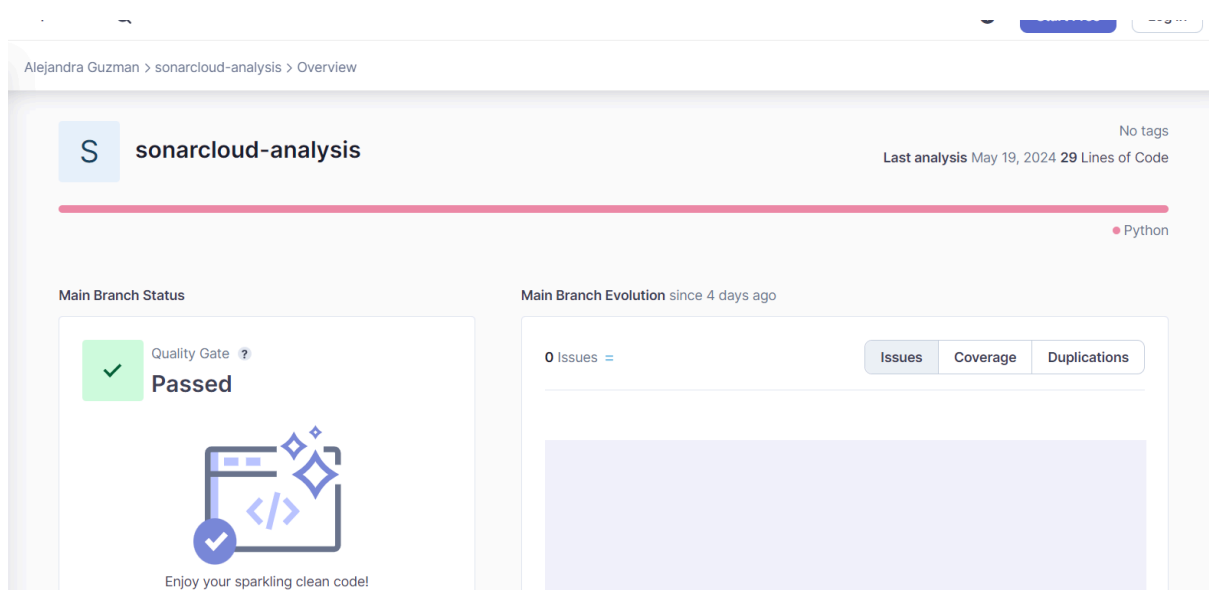 Alejandra Guzman > sonarcloud-analysis > Overview
S
sonarcloud-analysis
No tags
Last analysis May 19, 2024 29 Lines of Code
Python
Main Branch Status
Quality Gate ?
Passed
</>
Enjoy your sparkling clean code!
Main Branch Evolution since 4 days ago
0 Issues =
Issues
Coverage
Duplications